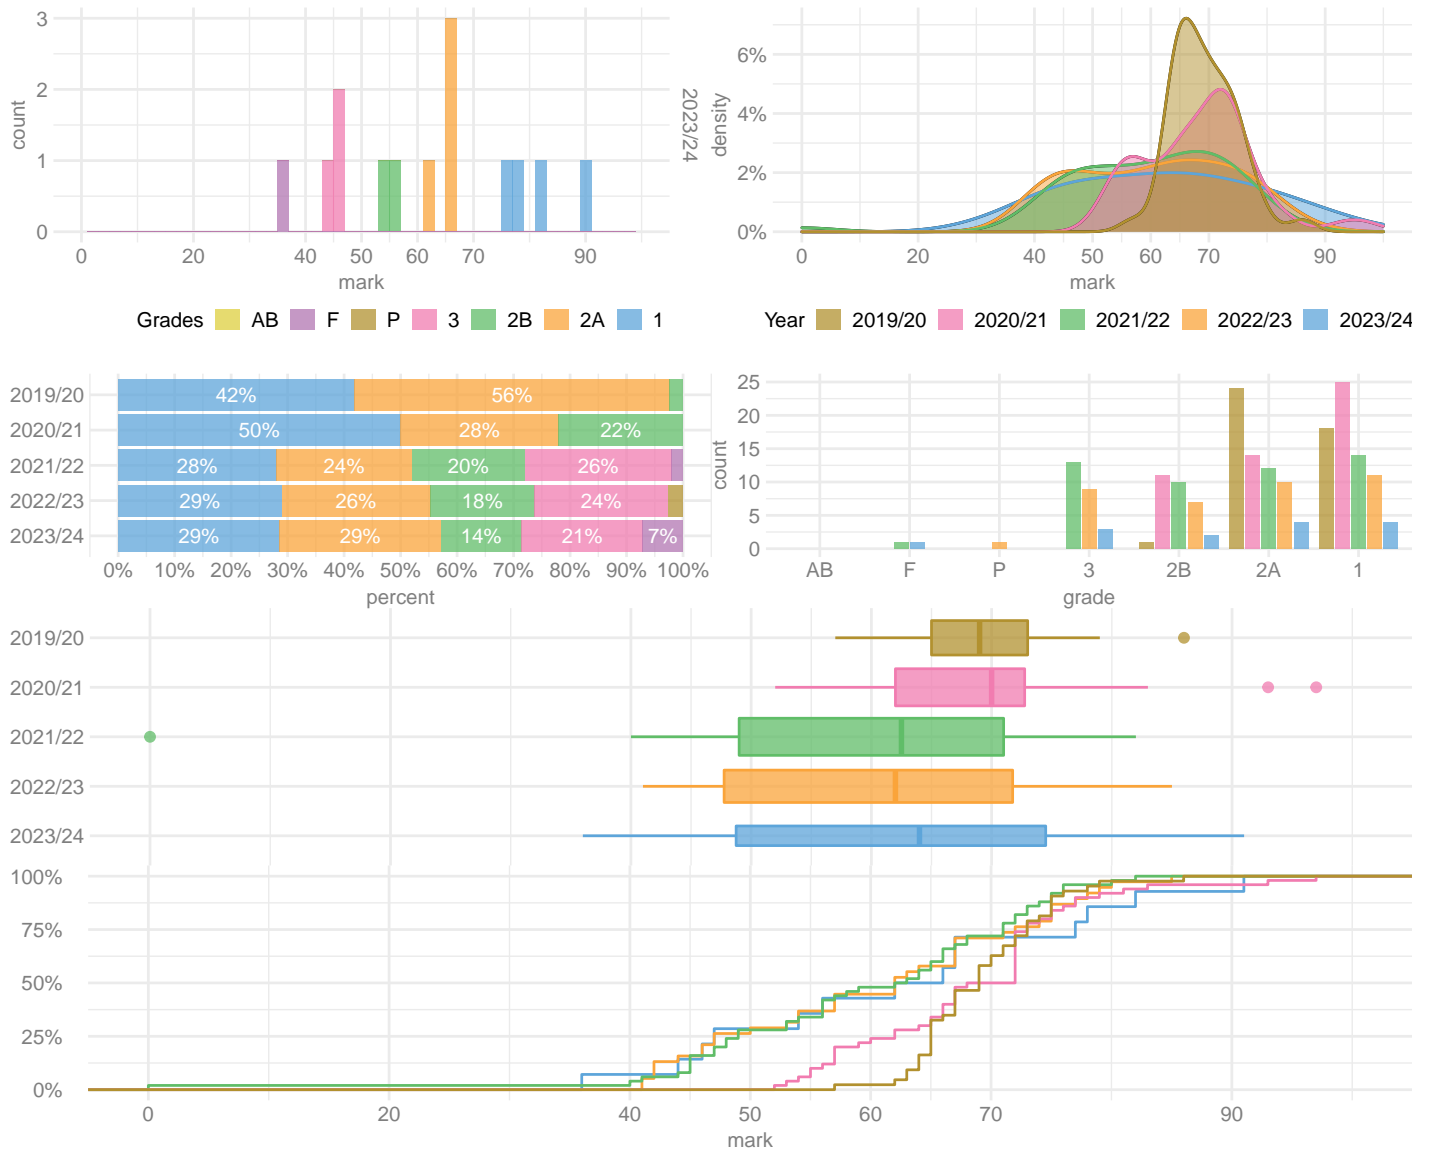 3
2
1
0
count
0 20 40 50 60 70 90
mark
2023/24
6%
4%
2%
0%
density
0 20 40 50 60 70 90
mark
Grades AB F P 3 2B 2A 1
Year 2019/20 2020/21 2021/22 2022/23 2023/24
2019/20 42% 56%
2020/21 50% 28% 22%
2021/22 28% 24% 20% 26%
2022/23 29% 26% 18% 24%
2023/24 29% 29% 14% 21% 7%
0% 10% 20% 30% 40% 50% 60% 70% 80% 90% 100%
percent
25
20
15
10
5
0
count
AB F P 3 2B 2A 1
grade
2019/20
2020/21
2021/22
2022/23
2023/24
100%
75%
50%
25%
0%
0 20 40 50 60 70 90
mark